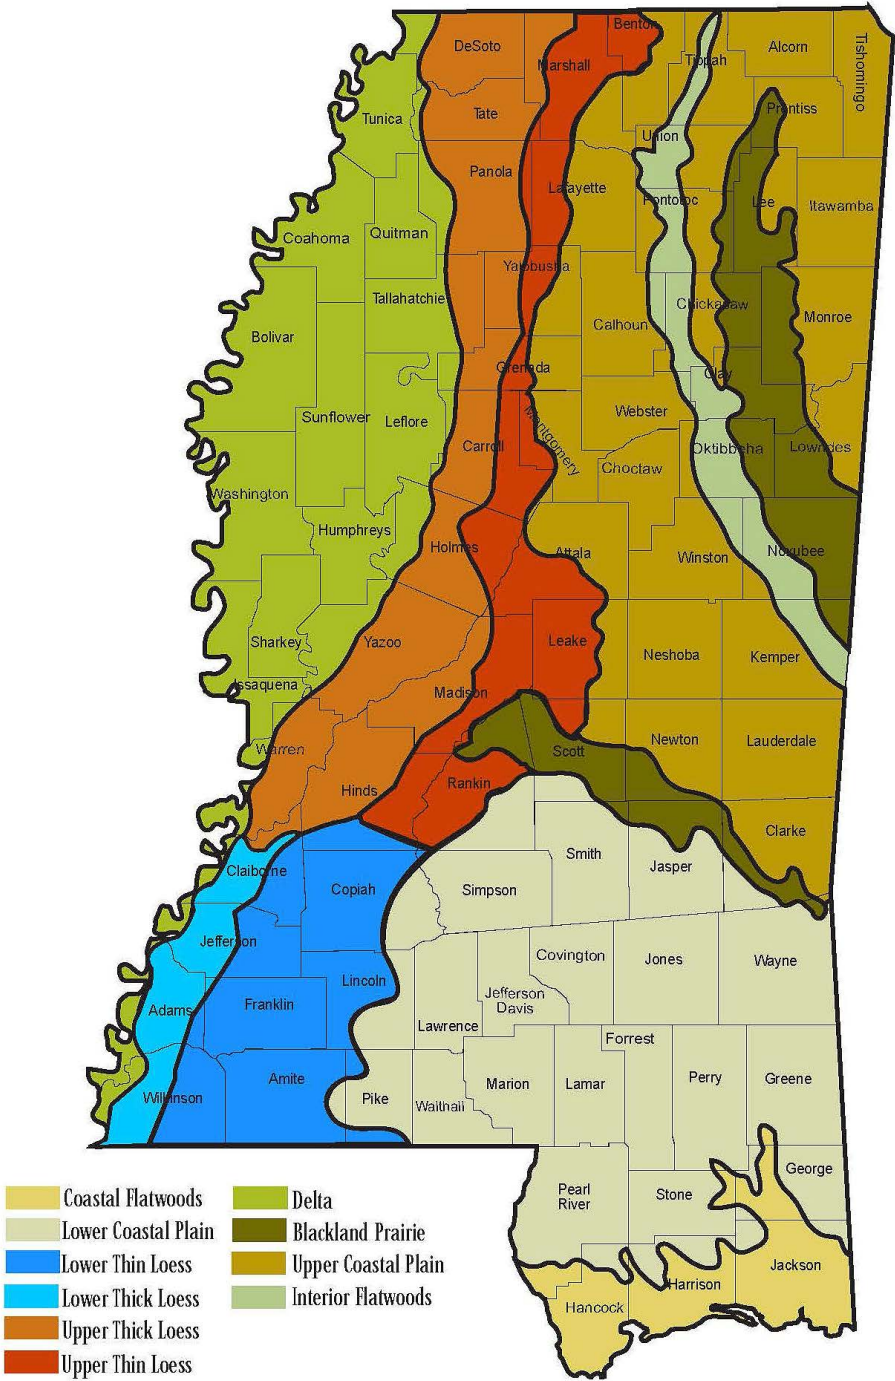 Benton
DeSoto
Alcorn
Tishomingo
Tippah
Marshall
Prentiss
Tate
Tunica
Union
Panola
Lafayette
Pontotoc
Lee
Itawamba
Quitman
Coahoma
Yalobusha
Tallahatchie
Chickasaw
Monroe
Calhoun
Bolivar
Grenada
Clay
Webster
Sunflower
Leflore
Montgomery
Carroll
Oktibbeha
Lowndes
Choctaw
Washington
Humphreys
Holmes
Attala
Winston
Noxubee
Sharkey
Yazoo
Leake
Neshoba
Kemper
ssaquena
Madison
Warren
Scott
Newton
Lauderdale
Rankin
Hinds
Clarke
Smith
Jasper
Claiborne
Copiah
Simpson
Jefferson
Covington
Jones
Wayne
Lincoln
Jefferson
Davis
Franklin
Adams
Lawrence
Forrest
Amite
Marion
Lamar
Perry
Greene
Wilkinson
Pike
Walthall
George
Pearl
River
Stone
Jackson
Harrison
Hancock
Coastal Flatwoods
Lower Coastal Plain
Lower Thin Loess
Lower Thick Loess
Upper Thick Loess
Upper Thin Loess
Delta
Blackland Prairie
Upper Coastal Plain
Interior Flatwoods